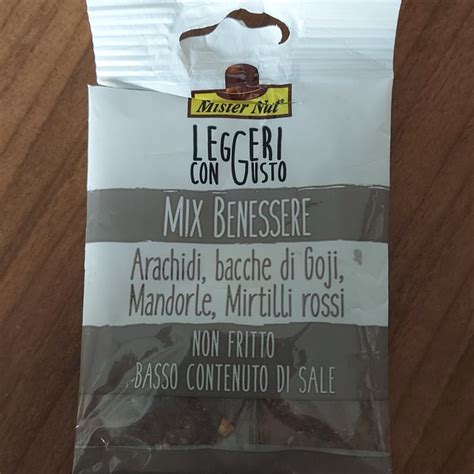 Mister Nut®
LEGGERI
CON GUSTO
MIX BENESSERE
Arachidi, bacche di Goji,
Mandorle, Mirtilli rossi
NON FRITTO
BASSO CONTENUTO DI SALE